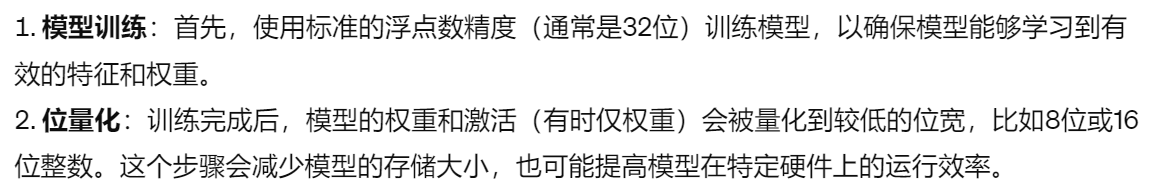 1. 模型训练：首先，使用标准的浮点数精度（通常是32位）训练模型，以确保模型能够学习到有
效的特征和权重。
2. 位量化：训练完成后，模型的权重和激活（有时仅权重）会被量化到较低的位宽，比如8位或16
位整数。这个步骤会减少模型的存储大小，也可能提高模型在特定硬件上的运行效率。